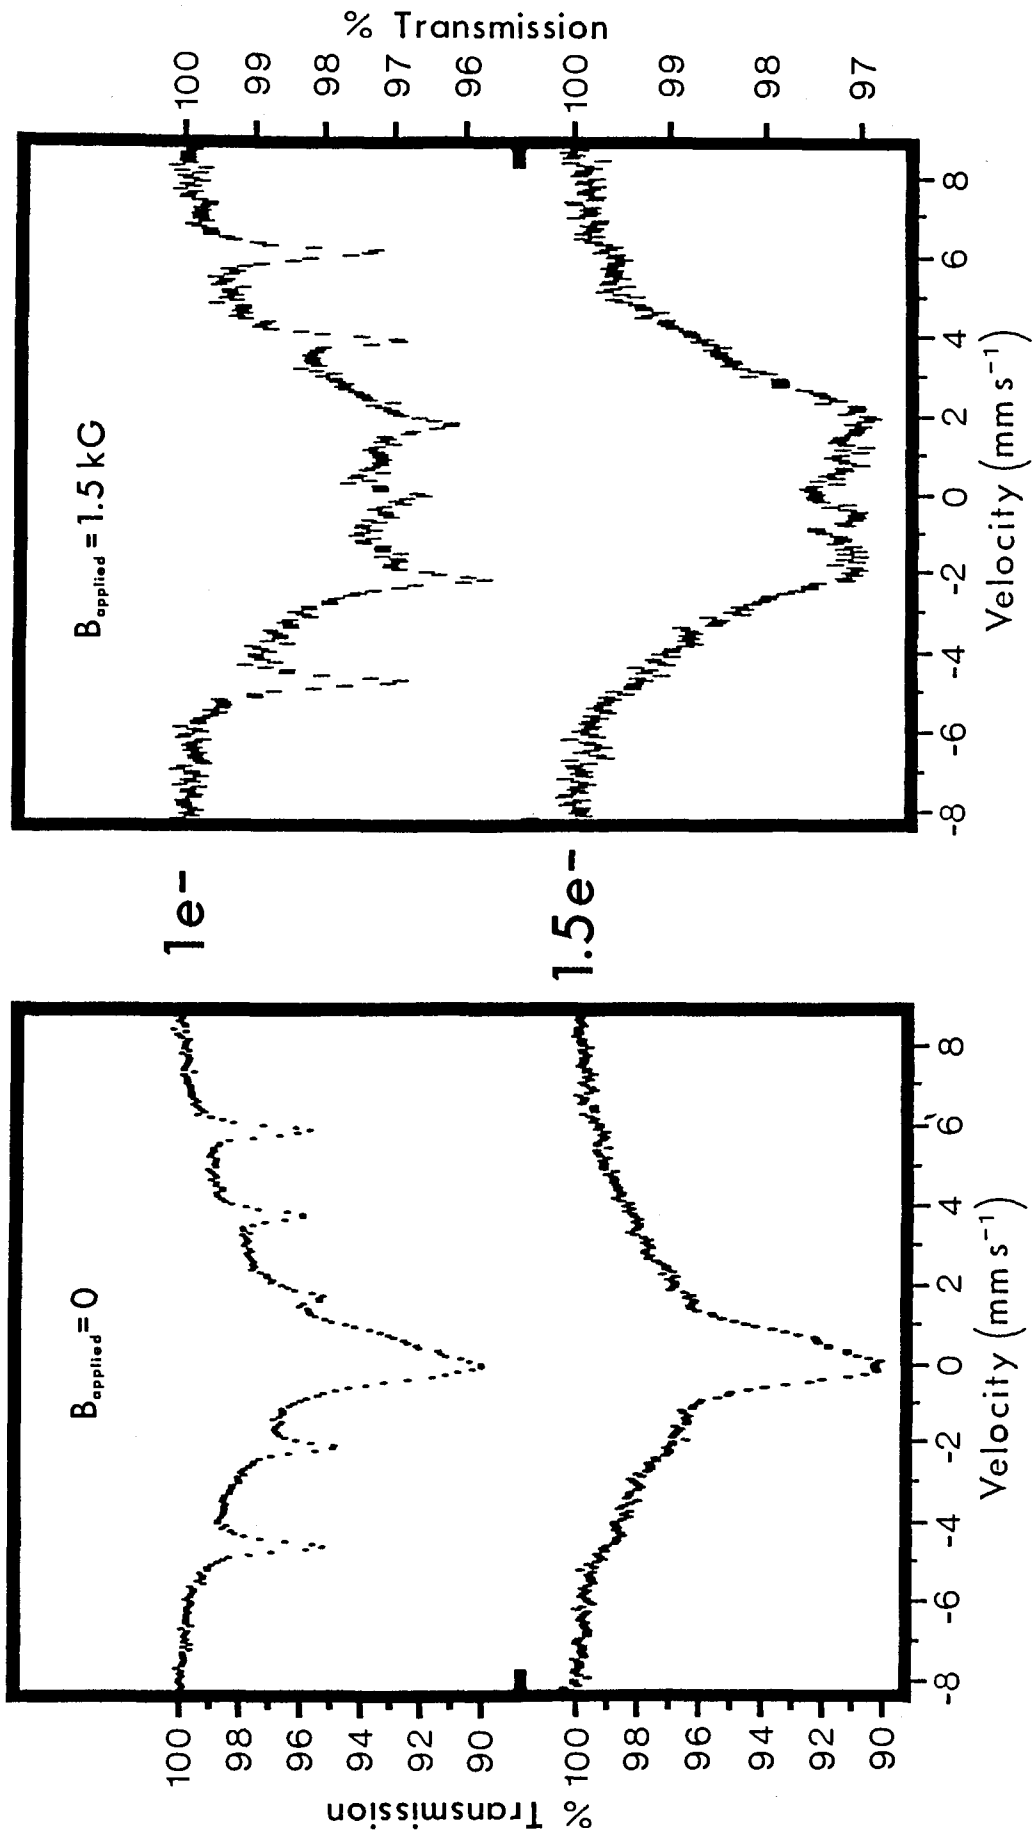 B applied = 0
B applied = 1.5 kG
% Transmission
100
98
96
94
92
90
100
98
96
94
92
90
1e-
1.5e-
100
99
98
97
96
100
99
98
97
% Transmission
-8 -6 -4 -2 0 2 4 6 8
Velocity (mm s⁻¹)
-8 -6 -4 -2 0 2 4 6 8
Velocity (mm s⁻¹)